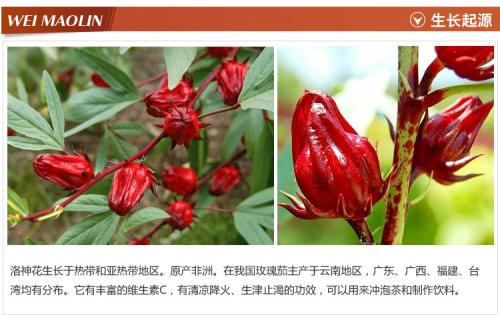 WEI MAOLIN
生长起源
洛神花生长于热带和亚热带地区。原产非洲。在我国玫瑰茄主产于云南地区，广东、广西、福建、台
湾均有分布。它有丰富的维生素C，有清凉降火、生津止渴的功效，可以用来冲泡茶和制作饮料。